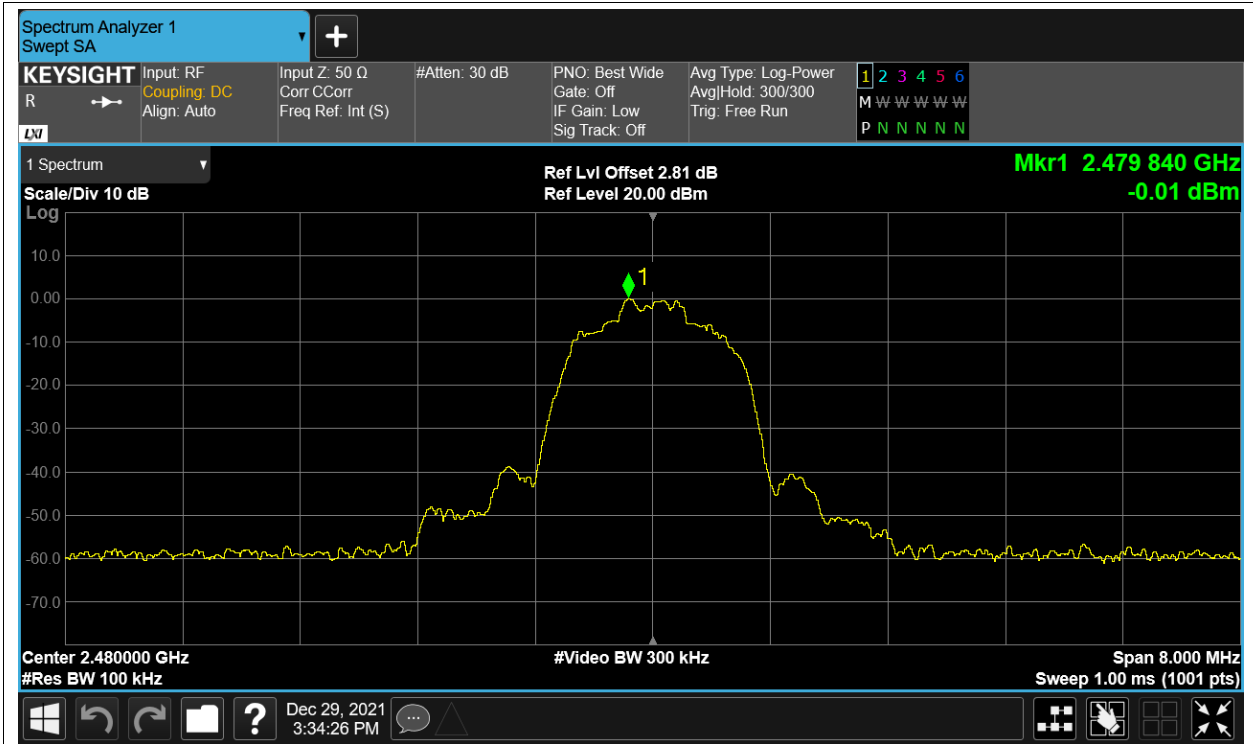 Spectrum Analyzer 1
Swept SA
+
KEYSIGHT
R
LXI
Input: RF
Coupling: DC
Align: Auto
Input Z: 50 Ω
Corr CCorr
Freq Ref: Int (S)
#Atten: 30 dB
PNO: Best Wide
Gate: Off
IF Gain: Low
Sig Track: Off
Avg Type: Log-Power
Avg|Hold: 300/300
Trig: Free Run
1 2 3 4 5 6
M W W W W W
P N N N N N
1 Spectrum
Scale/Div 10 dB
Ref Lvl Offset 2.81 dB
Ref Level 20.00 dBm
Mkr1 2.479 840 GHz
-0.01 dBm
Log
10.0
0.00
-10.0
-20.0
-30.0
-40.0
-50.0
-60.0
-70.0
1
Center 2.480000 GHz
#Res BW 100 kHz
#Video BW 300 kHz
Span 8.000 MHz
Sweep 1.00 ms (1001 pts)
?
Dec 29, 2021
3:34:26 PM